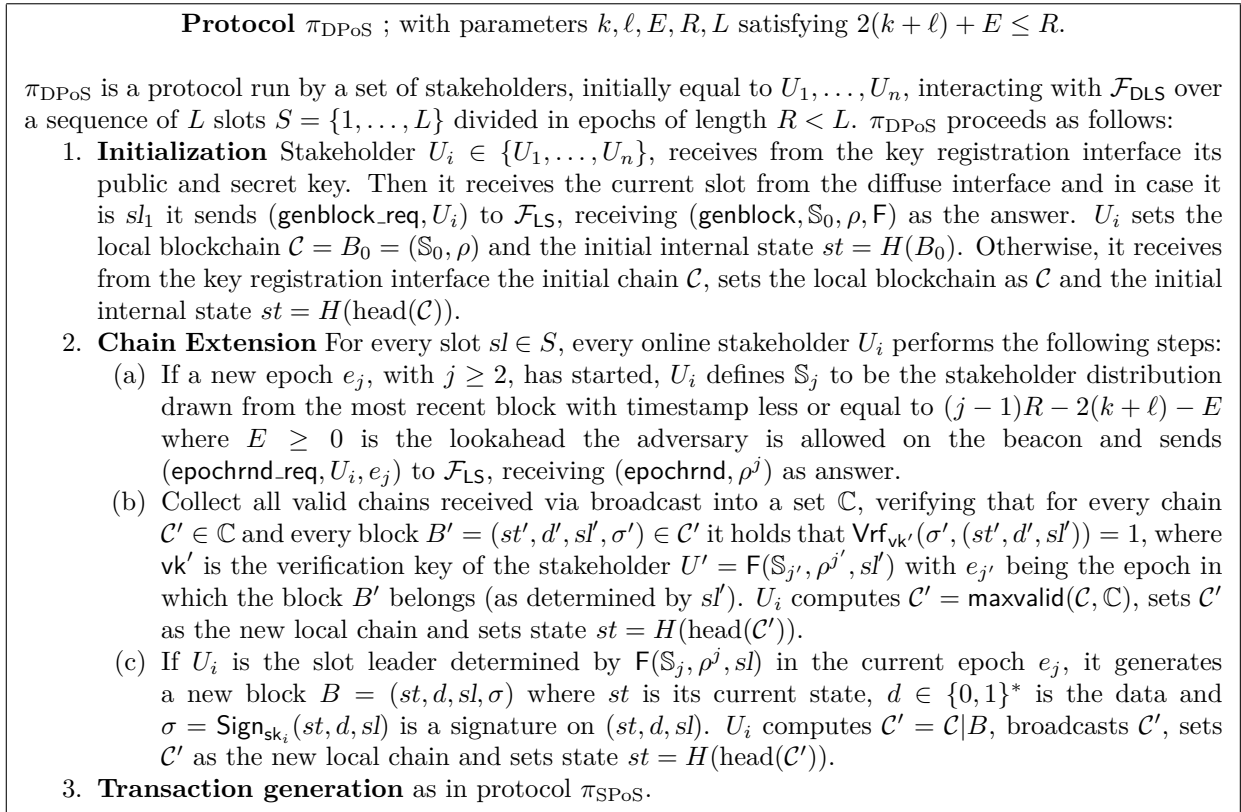 Protocol π_DPoS ; with parameters k, ℓ, E, R, L satisfying 2(k + ℓ) + E ≤ R.
π_DPoS is a protocol run by a set of stakeholders, initially equal to U_1, . . . , U_n, interacting with F_DLS over
a sequence of L slots S = {1, . . . , L} divided in epochs of length R < L. π_DPoS proceeds as follows:
1. Initialization Stakeholder U_i ∈ {U_1, . . . , U_n}, receives from the key registration interface its
public and secret key. Then it receives the current slot from the diffuse interface and in case it
is sl_1 it sends (genblock_req, U_i) to F_LS, receiving (genblock, 𝕊_0, ρ, F) as the answer. U_i sets the
local blockchain C = B_0 = (𝕊_0, ρ) and the initial internal state st = H(B_0). Otherwise, it receives
from the key registration interface the initial chain C, sets the local blockchain as C and the initial
internal state st = H(head(C)).
2. Chain Extension For every slot sl ∈ S, every online stakeholder U_i performs the following steps:
(a) If a new epoch e_j, with j ≥ 2, has started, U_i defines 𝕊_j to be the stakeholder distribution
drawn from the most recent block with timestamp less or equal to (j − 1)R − 2(k + ℓ) − E
where E ≥ 0 is the lookahead the adversary is allowed on the beacon and sends
(epochrnd_req, U_i, e_j) to F_LS, receiving (epochrnd, ρ^j) as answer.
(b) Collect all valid chains received via broadcast into a set ℂ, verifying that for every chain
C′ ∈ ℂ and every block B′ = (st′, d′, sl′, σ′) ∈ C′ it holds that Vrf_vk′(σ′, (st′, d′, sl′)) = 1, where
vk′ is the verification key of the stakeholder U′ = F(𝕊_j′, ρ^j′, sl′) with e_j′ being the epoch in
which the block B′ belongs (as determined by sl′). U_i computes C′ = maxvalid(C, ℂ), sets C′
as the new local chain and sets state st = H(head(C′)).
(c) If U_i is the slot leader determined by F(𝕊_j, ρ^j, sl) in the current epoch e_j, it generates
a new block B = (st, d, sl, σ) where st is its current state, d ∈ {0, 1}* is the data and
σ = Sign_sk_i(st, d, sl) is a signature on (st, d, sl). U_i computes C′ = C|B, broadcasts C′, sets
C′ as the new local chain and sets state st = H(head(C′)).
3. Transaction generation as in protocol π_SPoS.